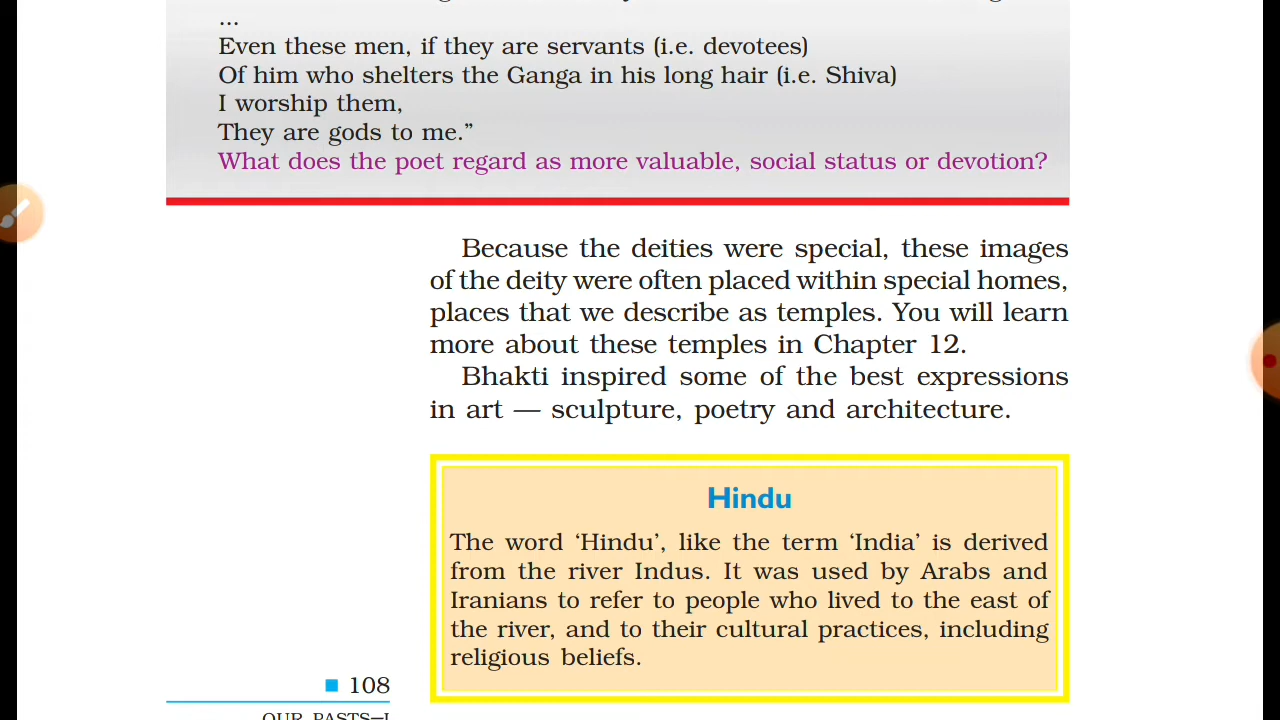 ...
Even these men, if they are servants (i.e. devotees)
Of him who shelters the Ganga in his long hair (i.e. Shiva)
I worship them,
They are gods to me.”
What does the poet regard as more valuable, social status or devotion?
Because the deities were special, these images
of the deity were often placed within special homes,
places that we describe as temples. You will learn
more about these temples in Chapter 12.
Bhakti inspired some of the best expressions
in art — sculpture, poetry and architecture.
Hindu
The word ‘Hindu’, like the term ‘India’ is derived
from the river Indus. It was used by Arabs and
Iranians to refer to people who lived to the east of
the river, and to their cultural practices, including
religious beliefs.
108
OUR PASTS–I